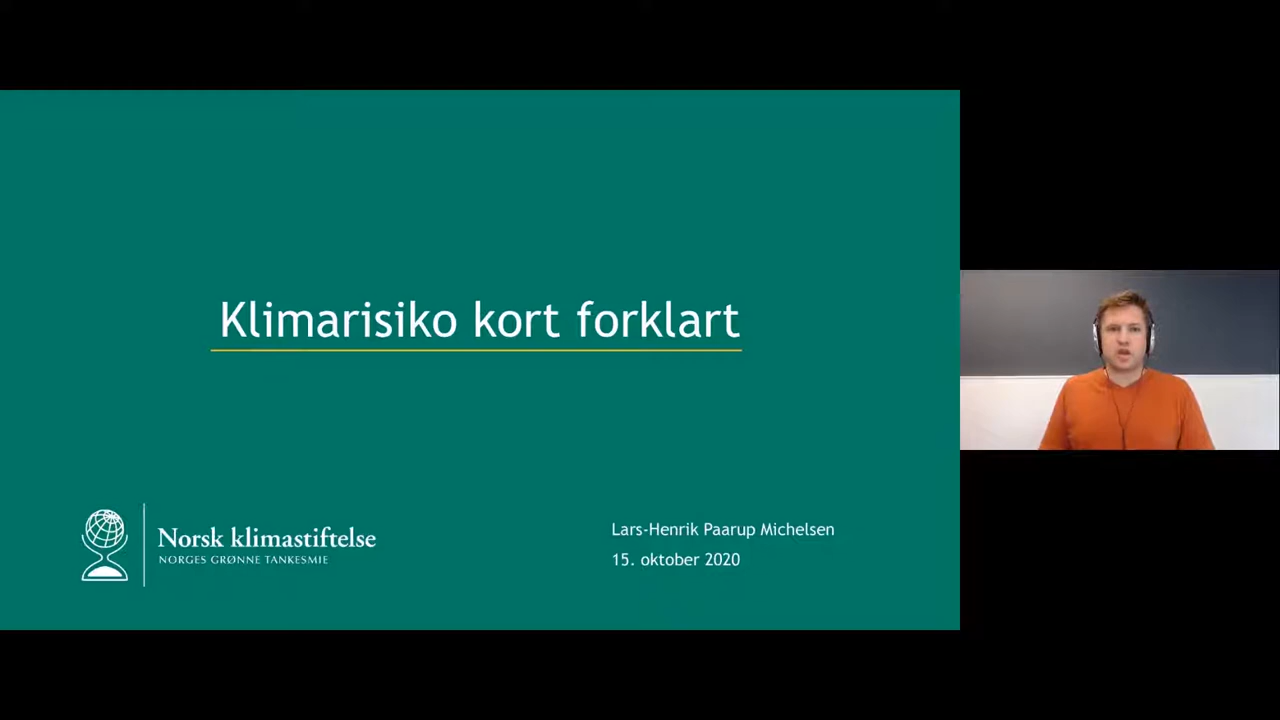 Klimarisiko kort forklart
Norsk klimastiftelse
NORGES GRØNNE TANKESMIE
Lars-Henrik Paarup Michelsen
15. oktober 2020